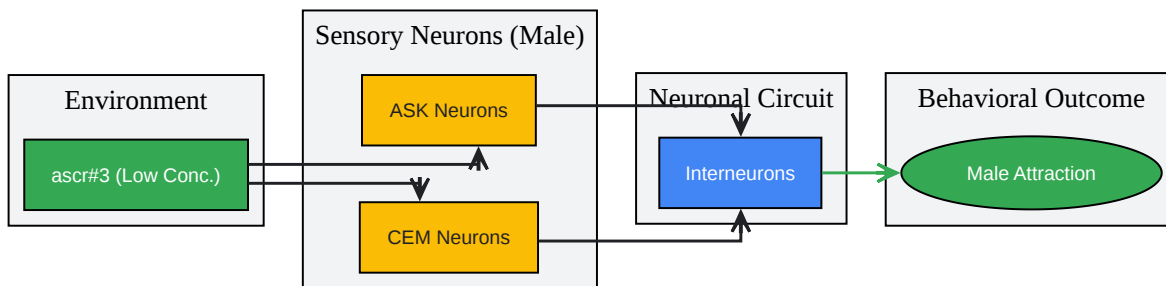 Environment
ascr#3 (Low Conc.)
Sensory Neurons (Male)
ASK Neurons
CEM Neurons
Neuronal Circuit
Interneurons
Behavioral Outcome
Male Attraction